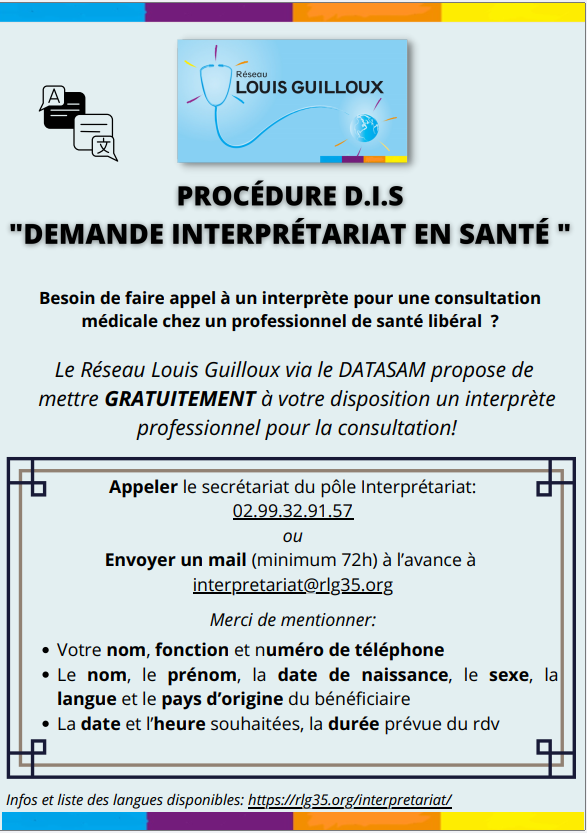 A
文
Réseau
LOUIS GUILLOUX
PROCÉDURE D.I.S
"DEMANDE INTERPRÉTARIAT EN SANTÉ "
Besoin de faire appel à un interprète pour une consultation
médicale chez un professionnel de santé libéral ?
Le Réseau Louis Guilloux via le DATASAM propose de
mettre GRATUITEMENT à votre disposition un interprète
professionnel pour la consultation!
Appeler le secrétariat du pôle Interprétariat:
02.99.32.91.57
ou
Envoyer un mail (minimum 72h) à l'avance à
interpretariat@rlg35.org
Merci de mentionner:
• Votre nom, fonction et numéro de téléphone
• Le nom, le prénom, la date de naissance, le sexe, la
langue et le pays d'origine du bénéficiaire
• La date et l'heure souhaitées, la durée prévue du rdv
Infos et liste des langues disponibles: https://rlg35.org/interpretariat/